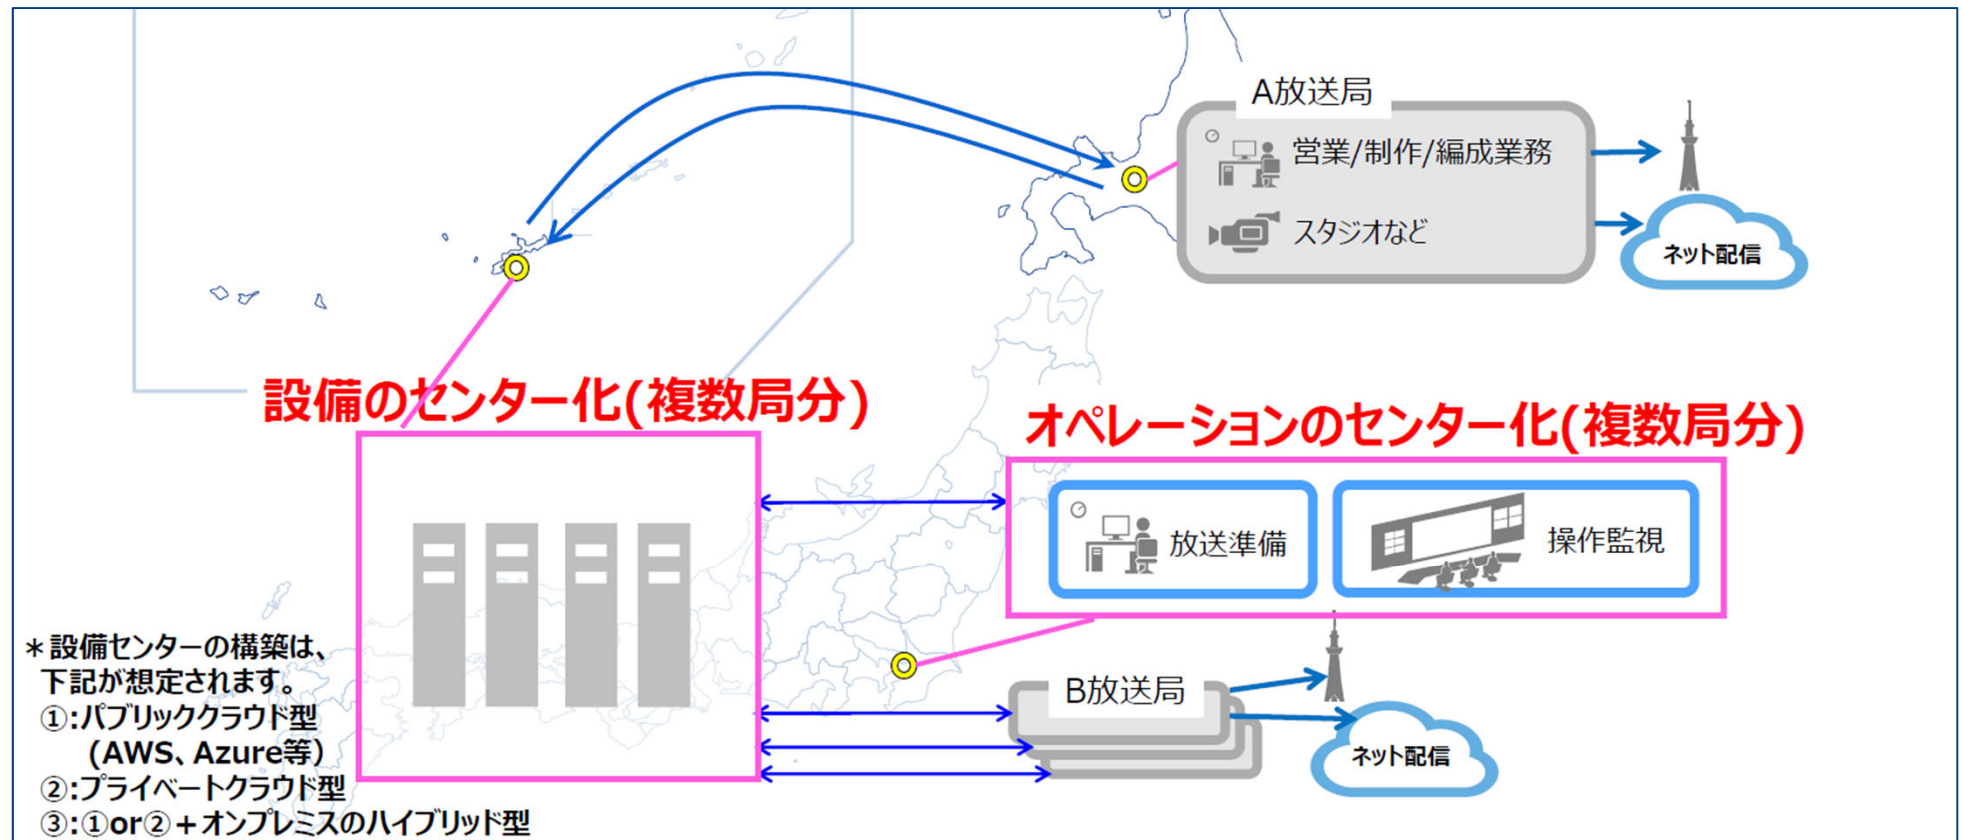 A放送局
営業/制作/編成業務
スタジオなど
ネット配信
設備のセンター化(複数局分)
オペレーションのセンター化(複数局分)
放送準備
操作監視
B放送局
ネット配信
＊設備センターの構築は、
下記が想定されます。
①:パブリッククラウド型
(AWS、Azure等)
②:プライベートクラウド型
③:①or②＋オンプレミスのハイブリッド型